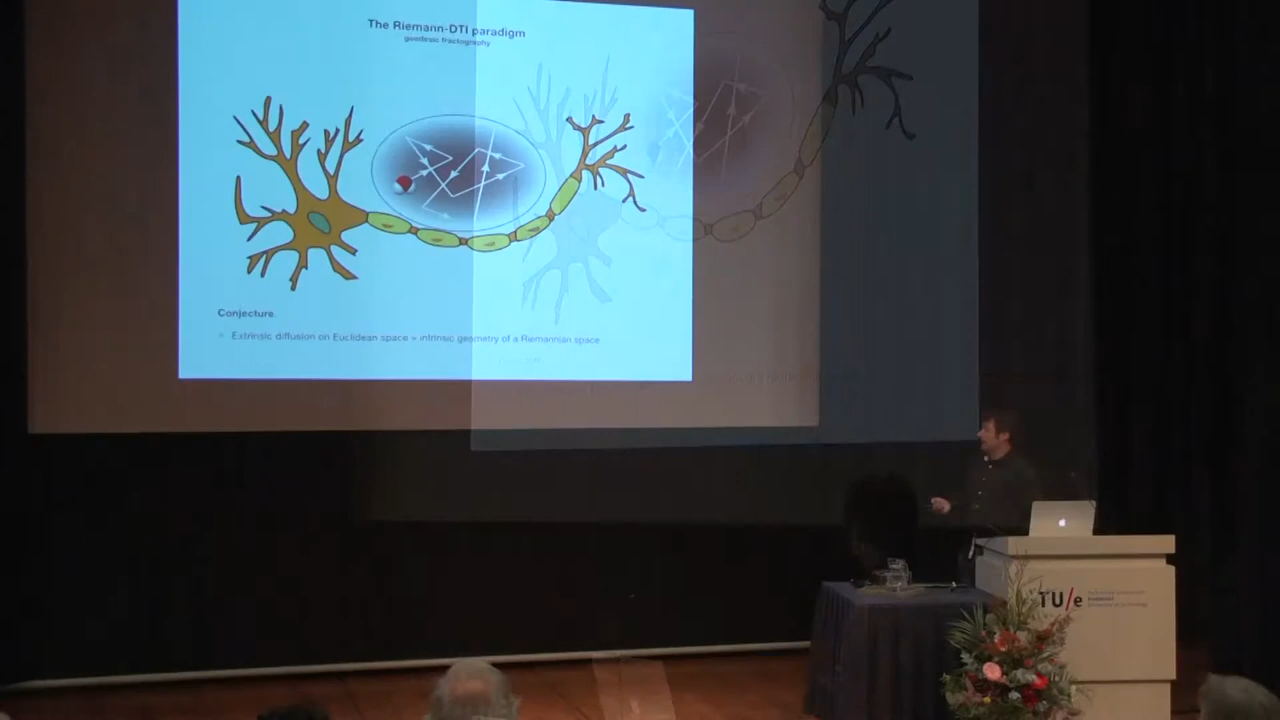 The Riemann-DTI paradigm
geodesic tractography
Conjecture.
Extrinsic diffusion on Euclidean space = intrinsic geometry of a Riemannian space
TU/e